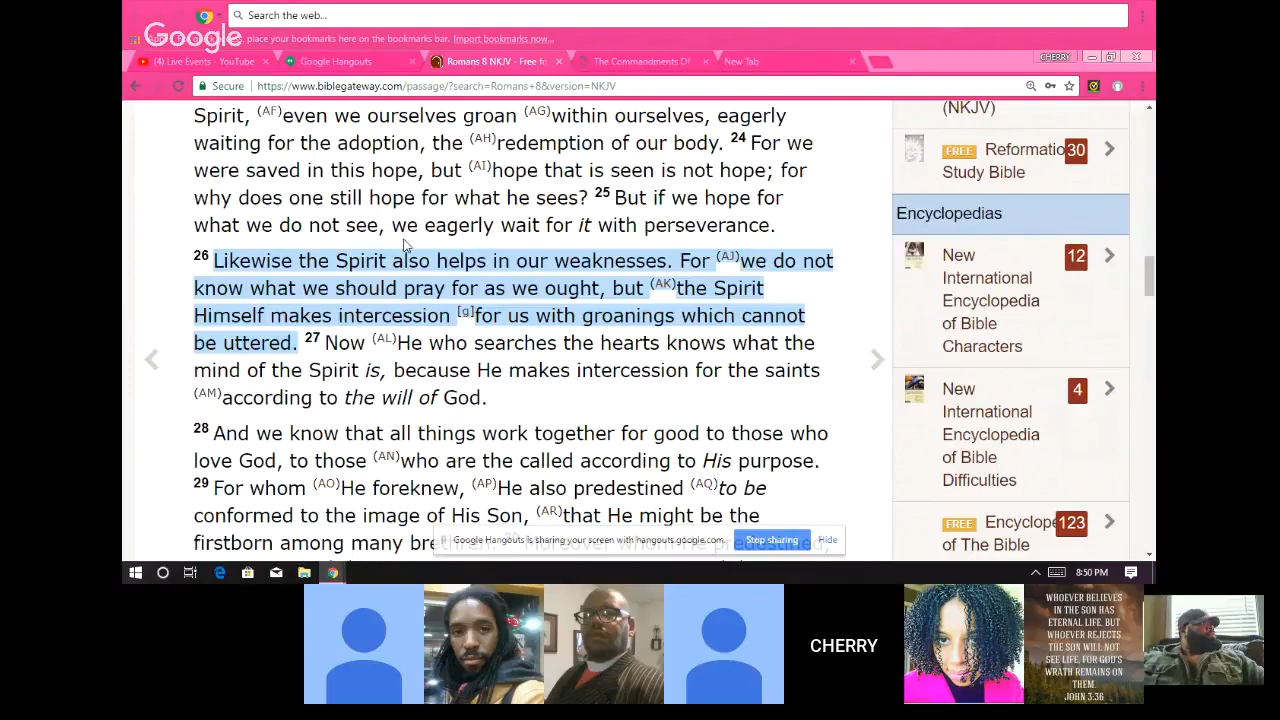 Search the web...
Google
place your bookmarks here on the bookmarks bar. Import bookmarks now...
(4) Live Events - YouTube
Google Hangouts
Romans 8 NKJV - Free
The Commandments Of
New Tab
CHERRY
Secure
https://www.biblegateway.com/passage/?search=Romans+8&version=NKJV
Spirit, (AF)even we ourselves groan (AG)within ourselves, eagerly
waiting for the adoption, the (AH)redemption of our body. 24 For we
were saved in this hope, but (AI)hope that is seen is not hope; for
why does one still hope for what he sees? 25 But if we hope for
what we do not see, we eagerly wait for it with perseverance.
26 Likewise the Spirit also helps in our weaknesses. For (AJ)we do not
know what we should pray for as we ought, but (AK)the Spirit
Himself makes intercession [g]for us with groanings which cannot
be uttered. 27 Now (AL)He who searches the hearts knows what the
mind of the Spirit is, because He makes intercession for the saints
(AM)according to the will of God.
28 And we know that all things work together for good to those who
love God, to those (AN)who are the called according to His purpose.
29 For whom (AO)He foreknew, (AP)He also predestined (AQ)to be
conformed to the image of His Son, (AR)that He might be the
firstborn among many brethren. Moreover whom He predestined,
(NKJV)
FREE Reformatio 30
Study Bible
Encyclopedias
New 12
International
Encyclopedia
of Bible
Characters
New 4
International
Encyclopedia
of Bible
Difficulties
FREE Encyclope 123
of The Bible
Google Hangouts is sharing your screen with hangouts.google.com.
Stop sharing
Hide
8:50 PM
CHERRY
WHOEVER BELIEVES
IN THE SON HAS
ETERNAL LIFE, BUT
WHOEVER REJECTS
THE SON WILL NOT
SEE LIFE, FOR GOD'S
WRATH REMAINS ON
THEM.
JOHN 3:36